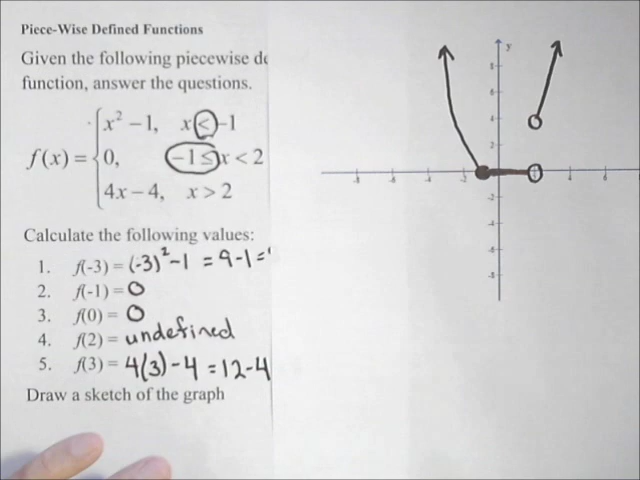 Piece-Wise Defined Functions
Given the following piecewise de
function, answer the questions.
x² − 1, x < −1
f(x) = { 0, −1 ≤ x < 2
4x − 4, x > 2
Calculate the following values:
1. f(-3) = (-3)² - 1 = 9 - 1 =
2. f(-1) = 0
3. f(0) = 0
4. f(2) = undefined
5. f(3) = 4(3) - 4 = 12 - 4
Draw a sketch of the graph
y